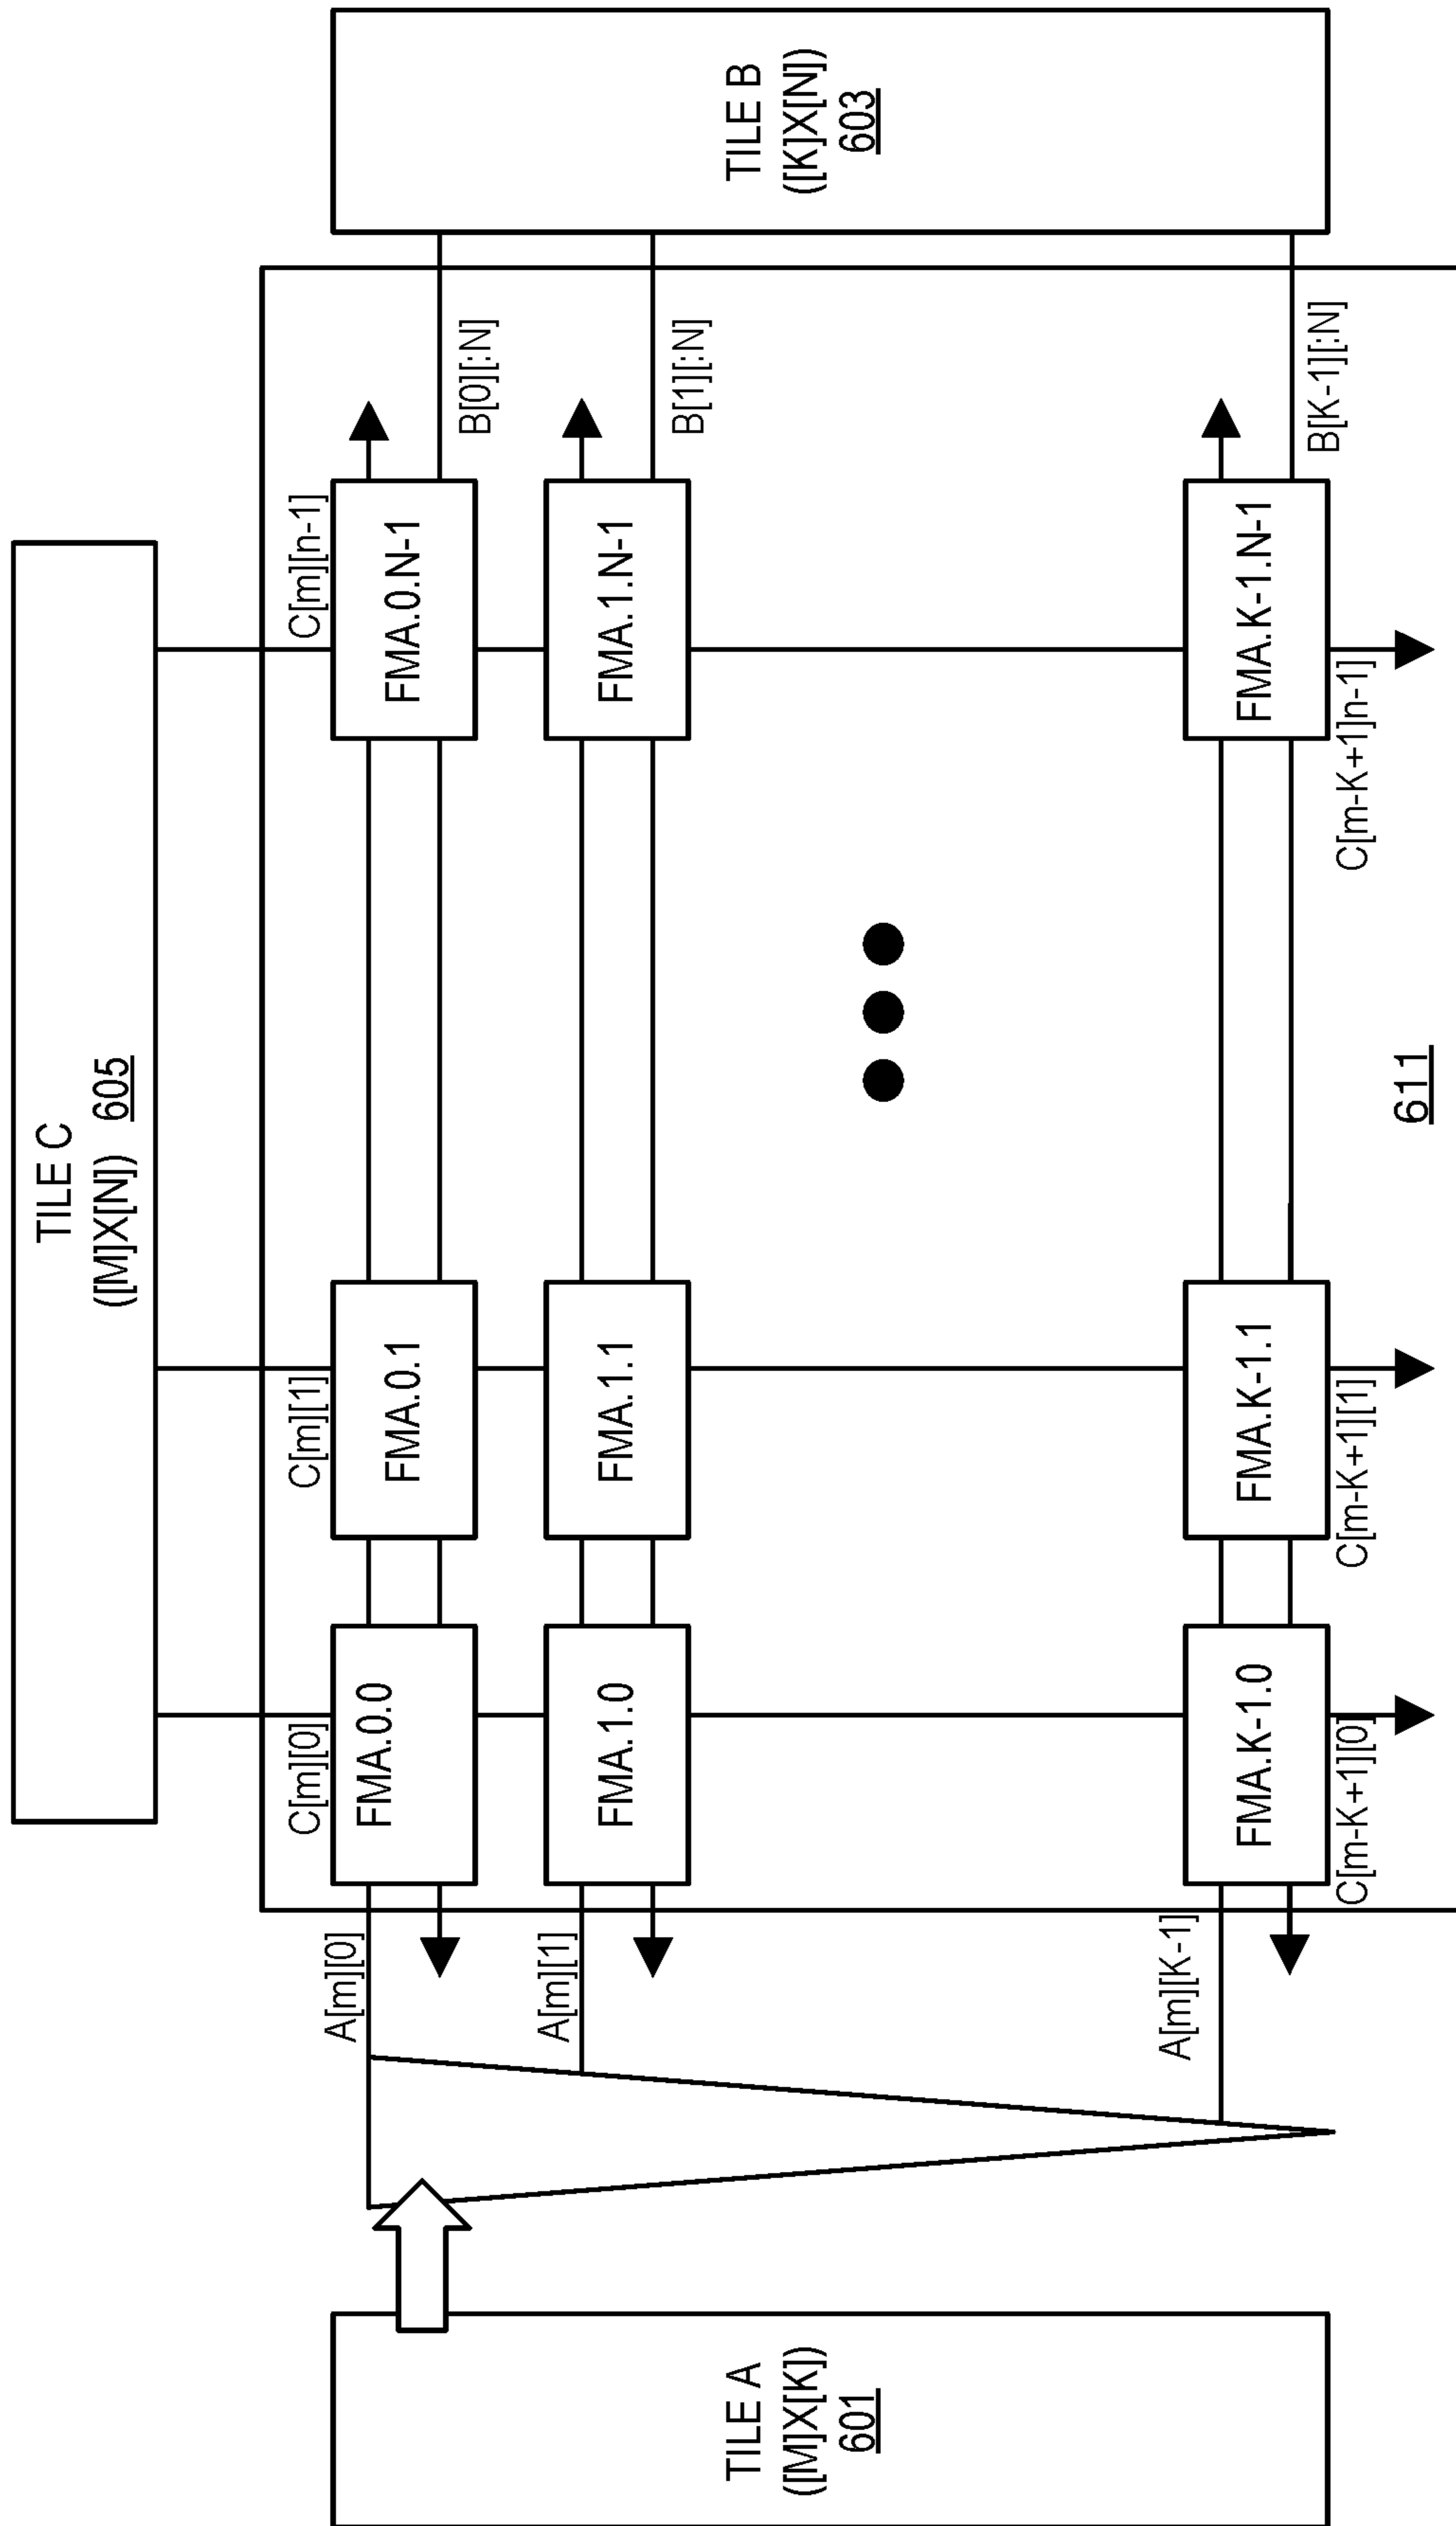 TILE A
([M]X[K])
601
TILE C
([M]X[N]) 605
TILE B
([K]X[N])
603
A[m][0]
C[m][0]
C[m][1]
C[m][n-1]
FMA.0.0
FMA.0.1
FMA.0.N-1
B[0][:N]
A[m][1]
FMA.1.0
FMA.1.1
FMA.1.N-1
B[1][:N]
A[m][K-1]
FMA.K-1.0
FMA.K-1.1
FMA.K-1.N-1
B[K-1][:N]
C[m-K+1][0]
C[m-K+1][1]
C[m-K+1]n-1]
611